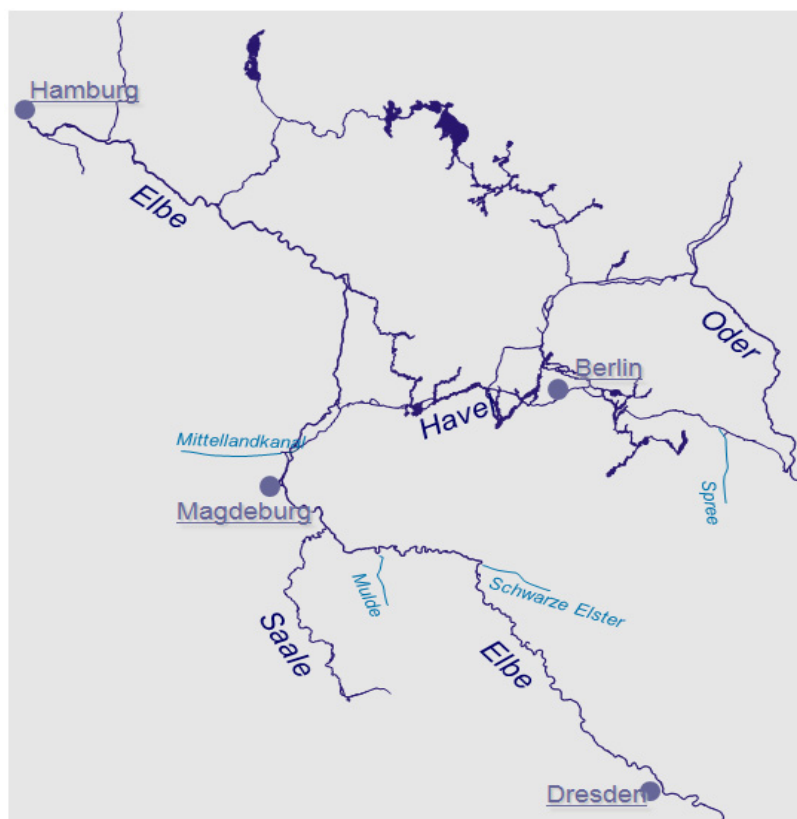 Hamburg
Elbe
Oder
Berlin
Havel
Mittellandkanal
Magdeburg
Spree
Mulde
Schwarze Elster
Saale
Elbe
Dresden